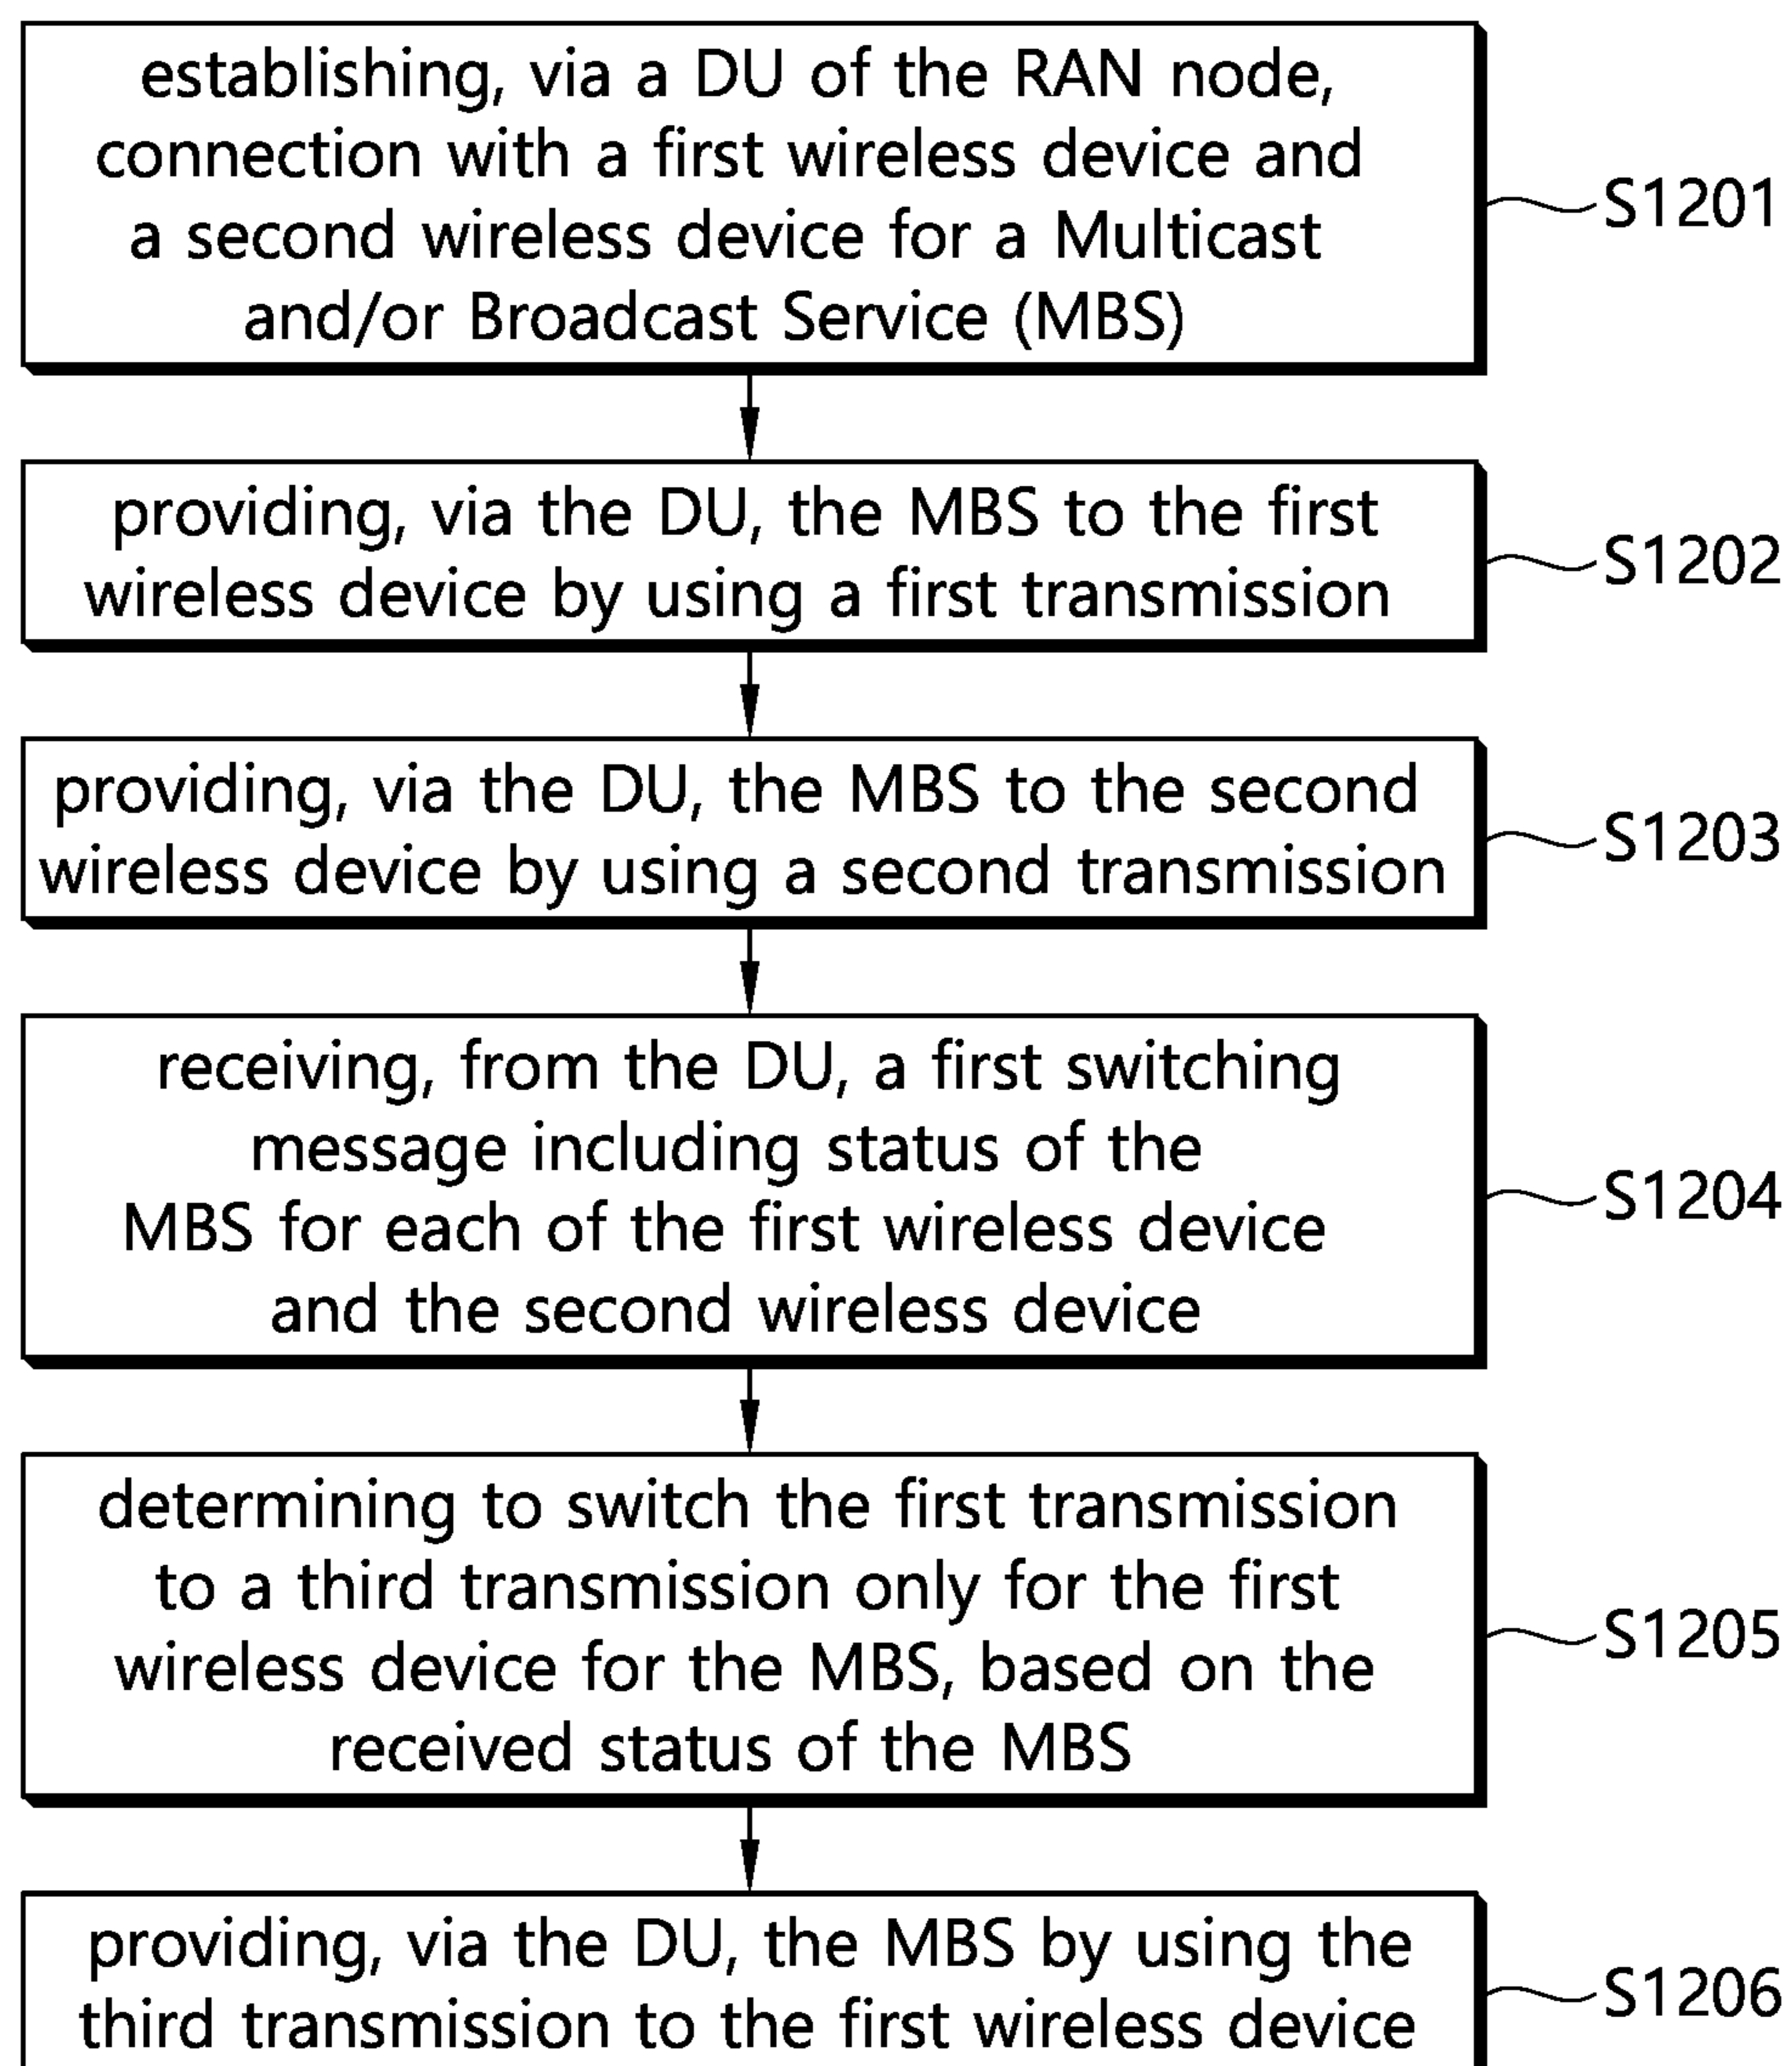 establishing, via a DU of the RAN node,
connection with a first wireless device and
a second wireless device for a Multicast
and/or Broadcast Service (MBS)
S1201
providing, via the DU, the MBS to the first
wireless device by using a first transmission
S1202
providing, via the DU, the MBS to the second
wireless device by using a second transmission
S1203
receiving, from the DU, a first switching
message including status of the
MBS for each of the first wireless device
and the second wireless device
S1204
determining to switch the first transmission
to a third transmission only for the first
wireless device for the MBS, based on the
received status of the MBS
S1205
providing, via the DU, the MBS by using the
third transmission to the first wireless device
S1206